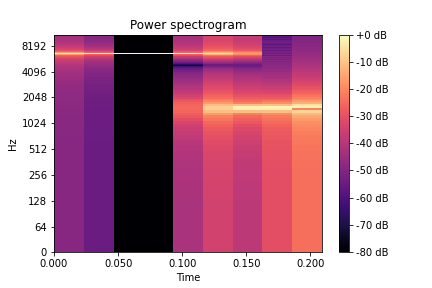 Power spectrogram
8192
4096
2048
1024
512
256
128
64
0
Hz
0.000 0.050 0.100 0.150 0.200
Time
+0 dB
-10 dB
-20 dB
-30 dB
-40 dB
-50 dB
-60 dB
-70 dB
-80 dB